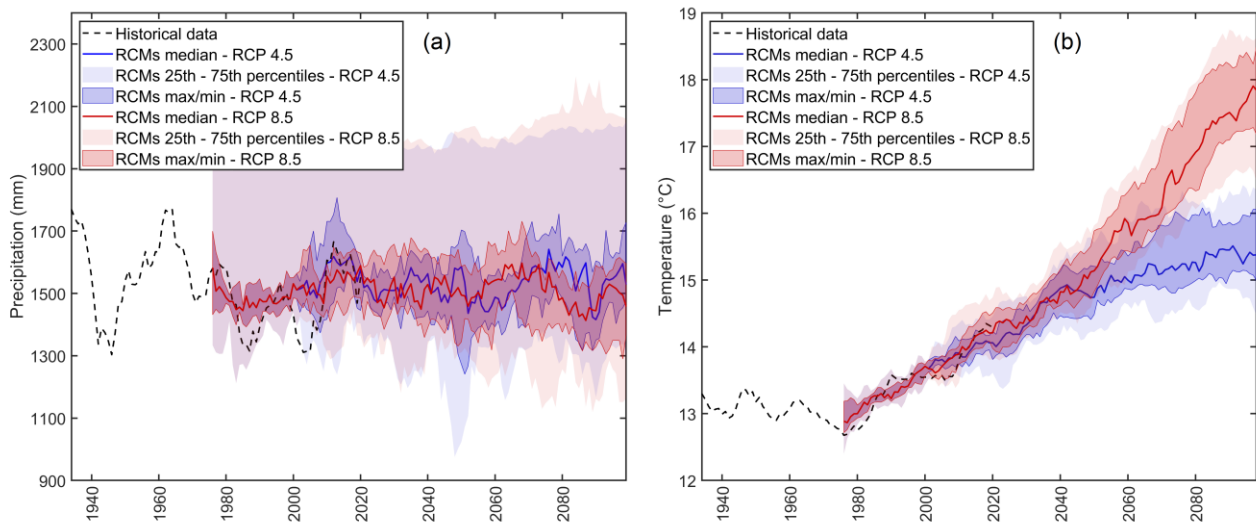 Historical data
RCMs median - RCP 4.5
RCMs 25th - 75th percentiles - RCP 4.5
RCMs max/min - RCP 4.5
RCMs median - RCP 8.5
RCMs 25th - 75th percentiles - RCP 8.5
RCMs max/min - RCP 8.5
(a)
Precipitation (mm)
2300
2100
1900
1700
1500
1300
1100
900
1940
1960
1980
2000
2020
2040
2060
2080
Historical data
RCMs median - RCP 4.5
RCMs 25th - 75th percentiles - RCP 4.5
RCMs max/min - RCP 4.5
RCMs median - RCP 8.5
RCMs 25th - 75th percentiles - RCP 8.5
RCMs max/min - RCP 8.5
(b)
Temperature (°C)
19
18
17
16
15
14
13
12
1940
1960
1980
2000
2020
2040
2060
2080